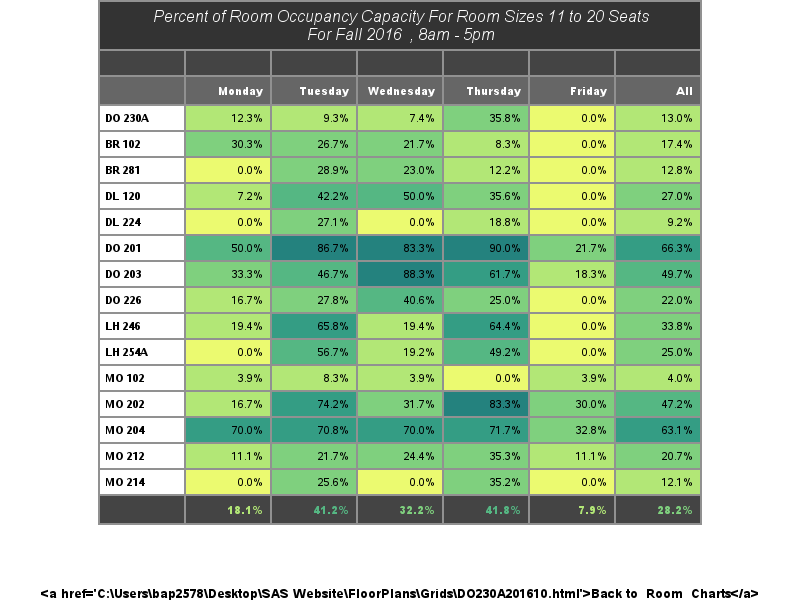 Percent of Room Occupancy Capacity For Room Sizes 11 to 20 Seats
For Fall 2016 , 8am - 5pm
Monday Tuesday Wednesday Thursday Friday All
DO 230A 12.3% 9.3% 7.4% 35.8% 0.0% 13.0%
BR 102 30.3% 26.7% 21.7% 8.3% 0.0% 17.4%
BR 281 0.0% 28.9% 23.0% 12.2% 0.0% 12.8%
DL 120 7.2% 42.2% 50.0% 35.6% 0.0% 27.0%
DL 224 0.0% 27.1% 0.0% 18.8% 0.0% 9.2%
DO 201 50.0% 86.7% 83.3% 90.0% 21.7% 66.3%
DO 203 33.3% 46.7% 88.3% 61.7% 18.3% 49.7%
DO 226 16.7% 27.8% 40.6% 25.0% 0.0% 22.0%
LH 246 19.4% 65.8% 19.4% 64.4% 0.0% 33.8%
LH 254A 0.0% 56.7% 19.2% 49.2% 0.0% 25.0%
MO 102 3.9% 8.3% 3.9% 0.0% 3.9% 4.0%
MO 202 16.7% 74.2% 31.7% 83.3% 30.0% 47.2%
MO 204 70.0% 70.8% 70.0% 71.7% 32.8% 63.1%
MO 212 11.1% 21.7% 24.4% 35.3% 11.1% 20.7%
MO 214 0.0% 25.6% 0.0% 35.2% 0.0% 12.1%
18.1% 41.2% 32.2% 41.8% 7.9% 28.2%
<a href='C:\Users\bap2578\Desktop\SAS Website\FloorPlans\Grids\DO230A201610.html'>Back to Room Charts</a>